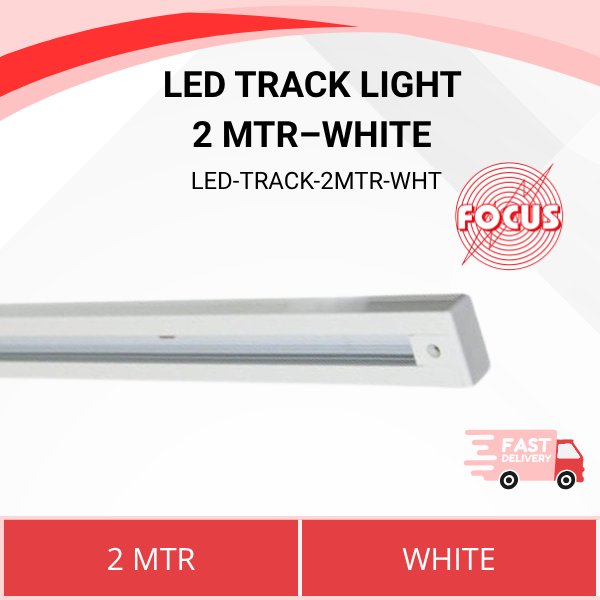 LED TRACK LIGHT
2 MTR–WHITE
LED-TRACK-2MTR-WHT
FOCUS
FAST
DELIVERY
2 MTR
WHITE